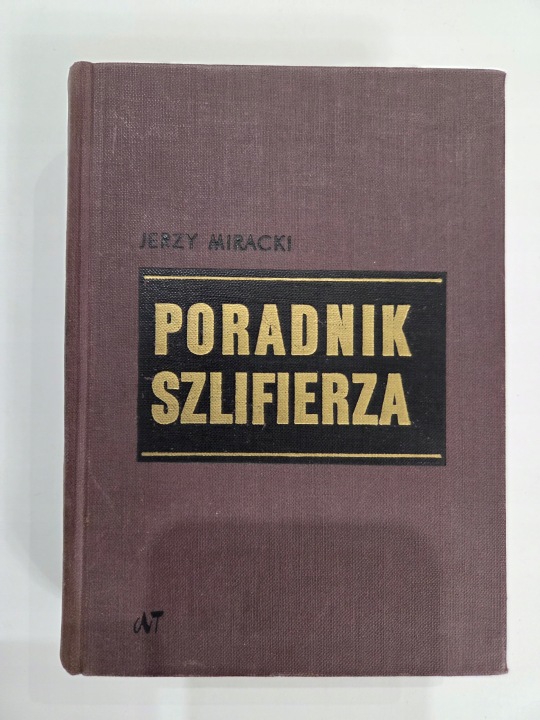 JERZY MIRACKI
PORADNIK
SZLIFIERZA
WNT